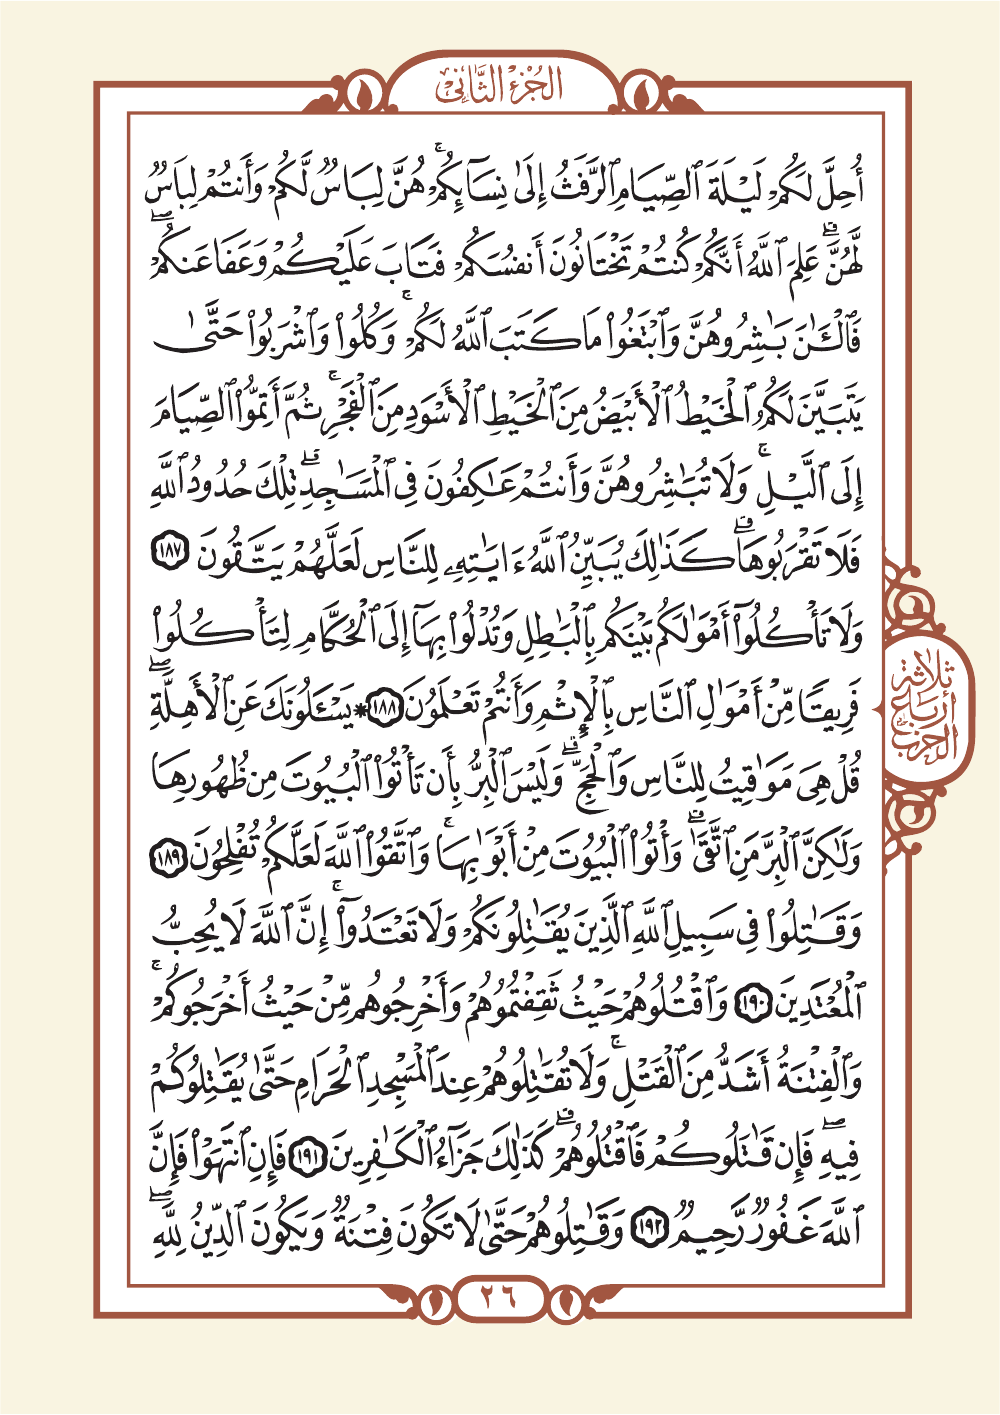 الجُزْءُ الثَّانِي
أُحِلَّ لَكُمْ لَيْلَةَ ٱلصِّيَامِ ٱلرَّفَثُ إِلَىٰ نِسَآئِكُمْۚ هُنَّ لِبَاسٌ لَّكُمْ وَأَنتُمْ لِبَاسٌ
لَّهُنَّۗ عَلِمَ ٱللَّهُ أَنَّكُمْ كُنتُمْ تَخْتَانُونَ أَنفُسَكُمْ فَتَابَ عَلَيْكُمْ وَعَفَا عَنكُمْۖ
فَٱلْـَٰٔنَ بَـٰشِرُوهُنَّ وَٱبْتَغُوا۟ مَا كَتَبَ ٱللَّهُ لَكُمْۚ وَكُلُوا۟ وَٱشْرَبُوا۟ حَتَّىٰ
يَتَبَيَّنَ لَكُمُ ٱلْخَيْطُ ٱلْأَبْيَضُ مِنَ ٱلْخَيْطِ ٱلْأَسْوَدِ مِنَ ٱلْفَجْرِۚ ثُمَّ أَتِمُّوا۟ ٱلصِّيَامَ
إِلَى ٱلَّيْلِۚ وَلَا تُبَـٰشِرُوهُنَّ وَأَنتُمْ عَـٰكِفُونَ فِى ٱلْمَسَـٰجِدِۗ تِلْكَ حُدُودُ ٱللَّهِ
فَلَا تَقْرَبُوهَاۗ كَذَٰلِكَ يُبَيِّنُ ٱللَّهُ ءَايَـٰتِهِۦ لِلنَّاسِ لَعَلَّهُمْ يَتَّقُونَ ١٨٧
وَلَا تَأْكُلُوٓا۟ أَمْوَٰلَكُم بَيْنَكُم بِٱلْبَـٰطِلِ وَتُدْلُوا۟ بِهَآ إِلَى ٱلْحُكَّامِ لِتَأْكُلُوا۟
فَرِيقًا مِّنْ أَمْوَٰلِ ٱلنَّاسِ بِٱلْإِثْمِ وَأَنتُمْ تَعْلَمُونَ ١٨٨ * يَسْـَٔلُونَكَ عَنِ ٱلْأَهِلَّةِۖ
قُلْ هِىَ مَوَٰقِيتُ لِلنَّاسِ وَٱلْحَجِّۗ وَلَيْسَ ٱلْبِرُّ بِأَن تَأْتُوا۟ ٱلْبُيُوتَ مِن ظُهُورِهَا
وَلَـٰكِنَّ ٱلْبِرَّ مَنِ ٱتَّقَىٰۗ وَأْتُوا۟ ٱلْبُيُوتَ مِنْ أَبْوَٰبِهَاۚ وَٱتَّقُوا۟ ٱللَّهَ لَعَلَّكُمْ تُفْلِحُونَ ١٨٩
وَقَـٰتِلُوا۟ فِى سَبِيلِ ٱللَّهِ ٱلَّذِينَ يُقَـٰتِلُونَكُمْ وَلَا تَعْتَدُوٓا۟ۚ إِنَّ ٱللَّهَ لَا يُحِبُّ
ٱلْمُعْتَدِينَ ١٩٠ وَٱقْتُلُوهُمْ حَيْثُ ثَقِفْتُمُوهُمْ وَأَخْرِجُوهُم مِّنْ حَيْثُ أَخْرَجُوكُمْۚ
وَٱلْفِتْنَةُ أَشَدُّ مِنَ ٱلْقَتْلِۚ وَلَا تُقَـٰتِلُوهُمْ عِندَ ٱلْمَسْجِدِ ٱلْحَرَامِ حَتَّىٰ يُقَـٰتِلُوكُمْ
فِيهِۖ فَإِن قَـٰتَلُوكُمْ فَٱقْتُلُوهُمْۗ كَذَٰلِكَ جَزَآءُ ٱلْكَـٰفِرِينَ ١٩١ فَإِنِ ٱنتَهَوْا۟ فَإِنَّ
ٱللَّهَ غَفُورٌ رَّحِيمٌ ١٩٢ وَقَـٰتِلُوهُمْ حَتَّىٰ لَا تَكُونَ فِتْنَةٌ وَيَكُونَ ٱلدِّينُ لِلَّهِۖ
ثلاثة
أرباع
الحزب
٢٦